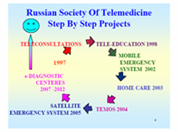 Russian Society Of Telemedicine
Step By Step Projects
TELECONSULTATIONS
1997
TELE-EDUCATION 1998
MOBILE
EMERGENCY
SYSTEM 2002
HOME CARE 2003
TEMOS 2004
SATELLITE
EMERGENCY SYSTEM 2005
e-DIAGNOSTIC
CENTERES
2007 -2012